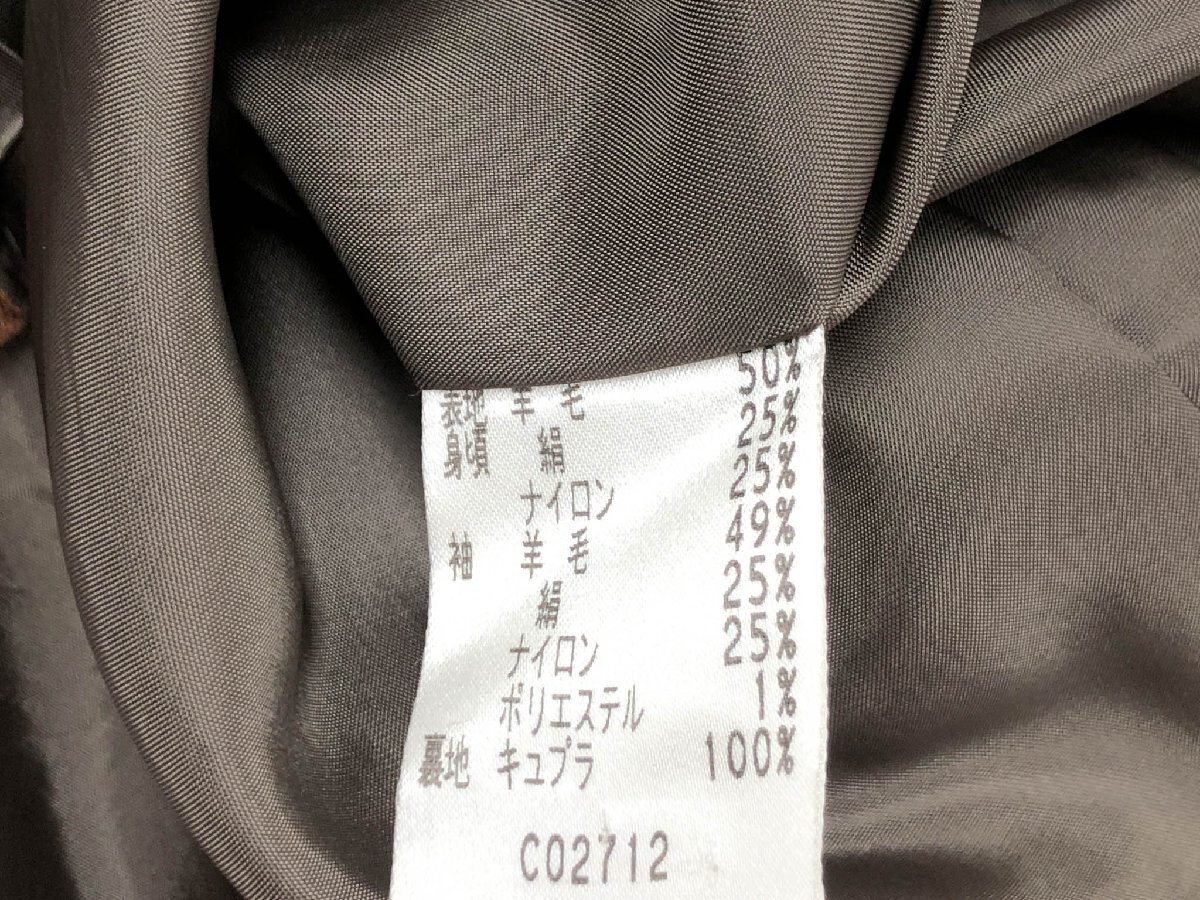 表地 羊毛 50%
身頃 絹 25%
ナイロン 25%
袖 羊毛 49%
絹 25%
ナイロン 25%
ポリエステル 1%
裏地 キュプラ 100%
C02712